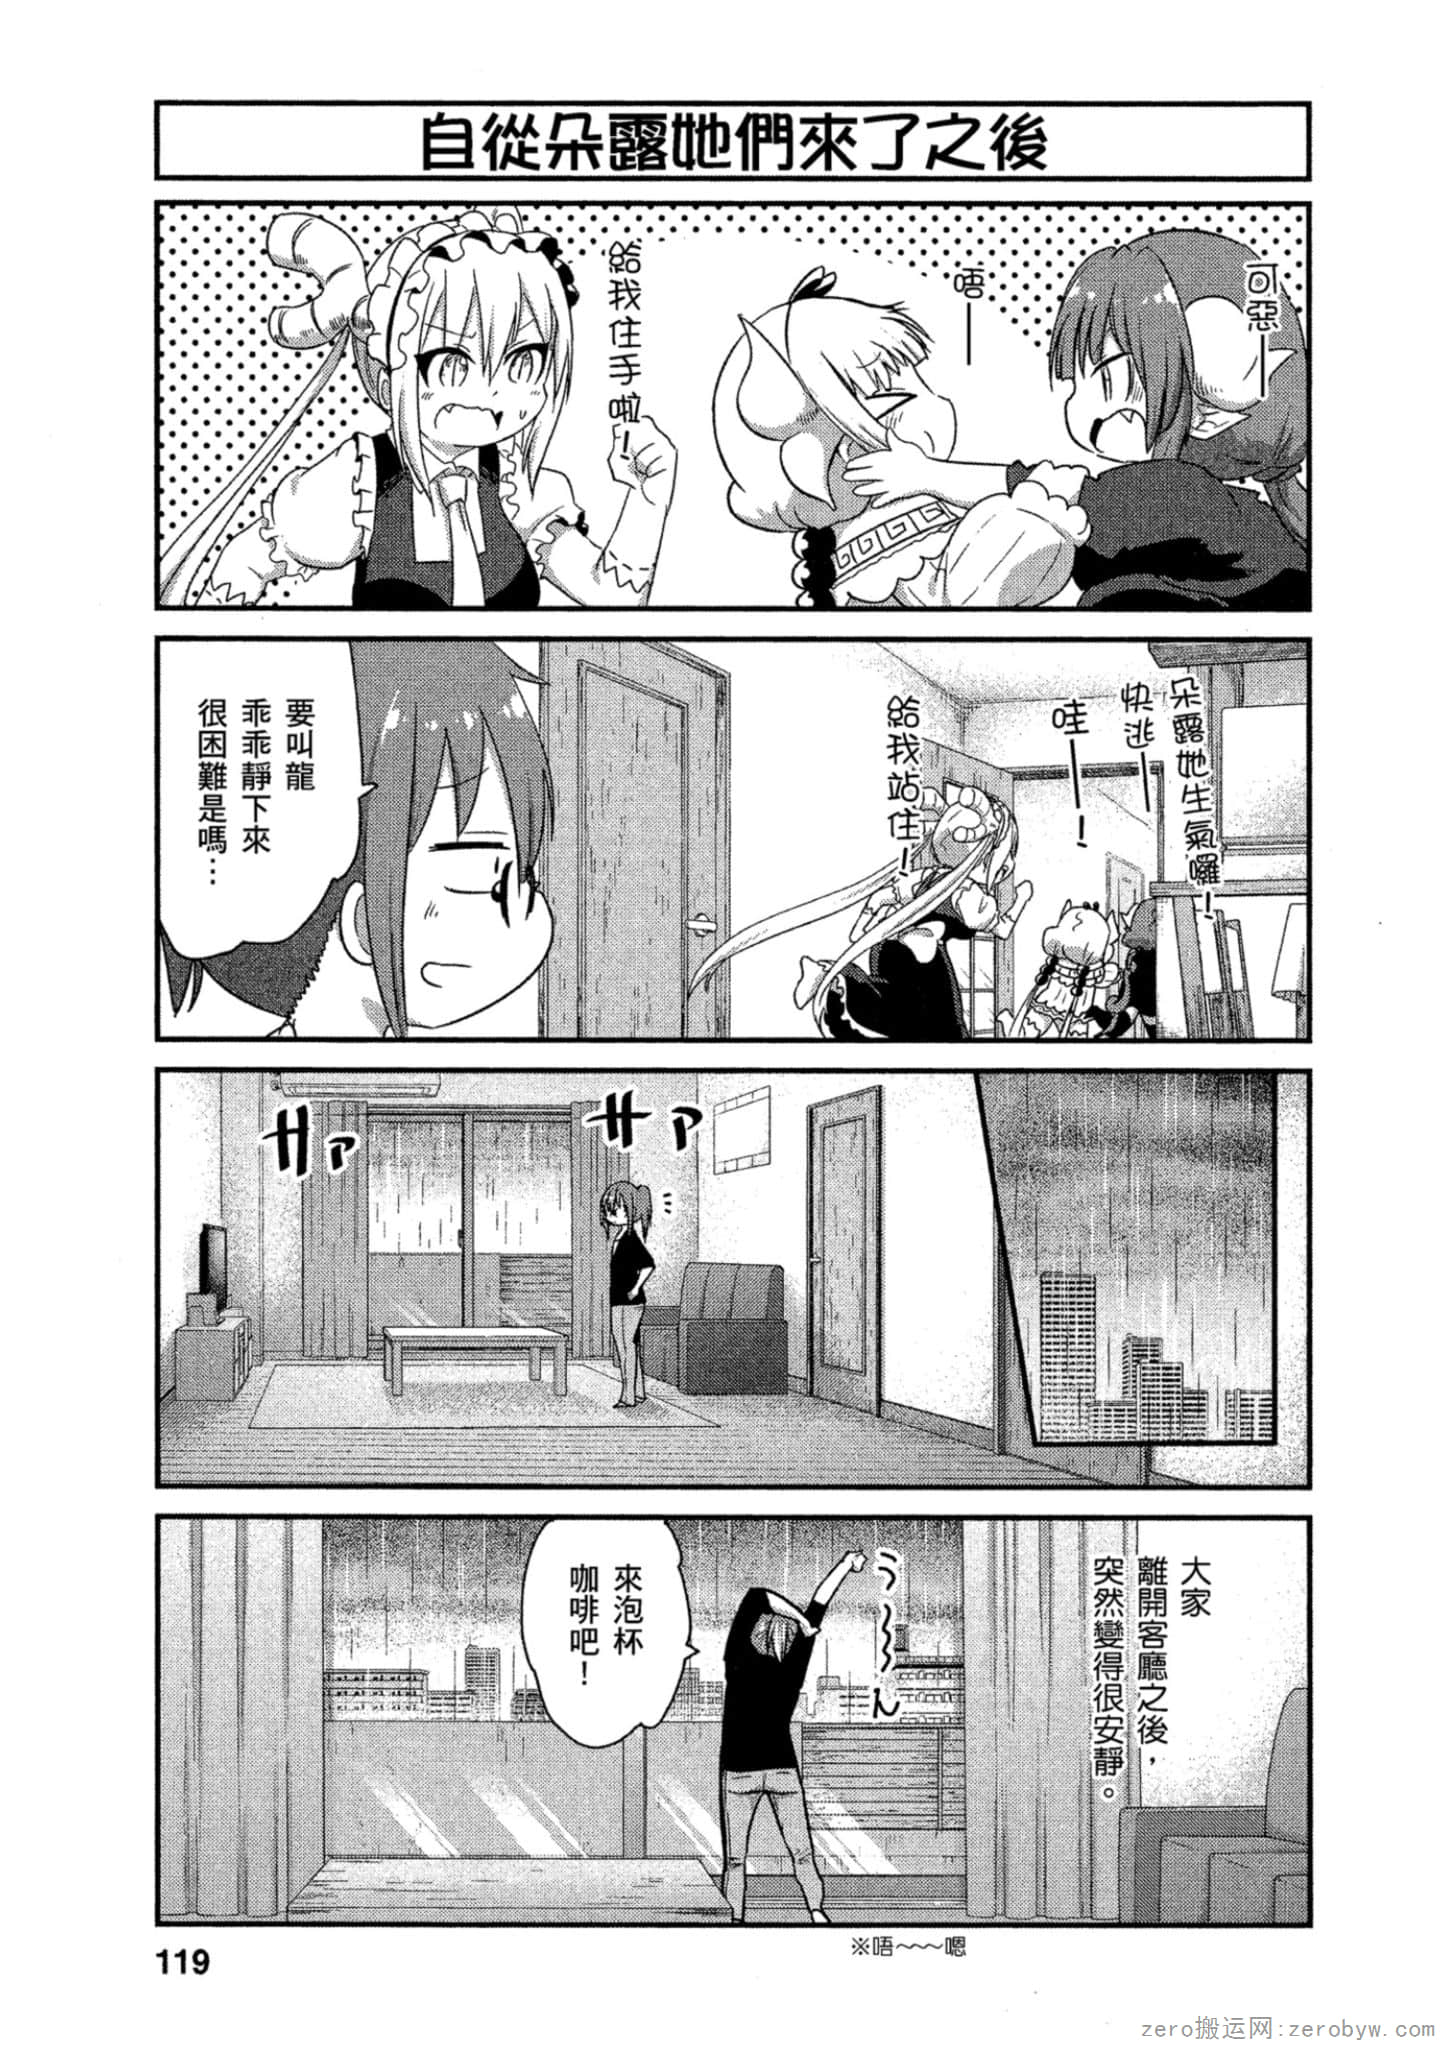 自從朵露她們來了之後
可惡——
唔——
給我住手啦！
朵露她生氣囉！
快逃——
哇——！
給我站住！
要叫龍
乖乖靜下來
很困難是嗎…
ザァ
ザァ
大家
離開客廳之後，
突然變得很安靜。
う～～ん
來泡杯
咖啡吧！
※唔～～～嗯
119
zero搬运网:zerobyw.com